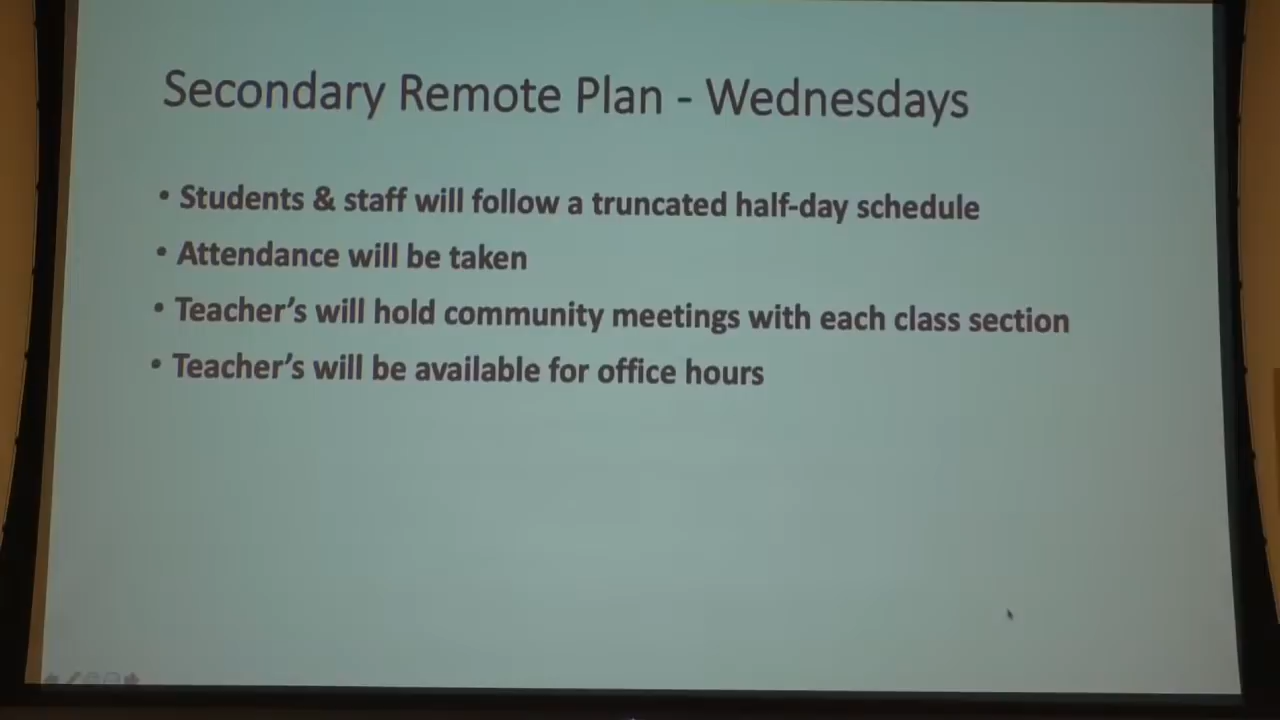 Secondary Remote Plan - Wednesdays
• Students & staff will follow a truncated half-day schedule
• Attendance will be taken
• Teacher's will hold community meetings with each class section
• Teacher's will be available for office hours